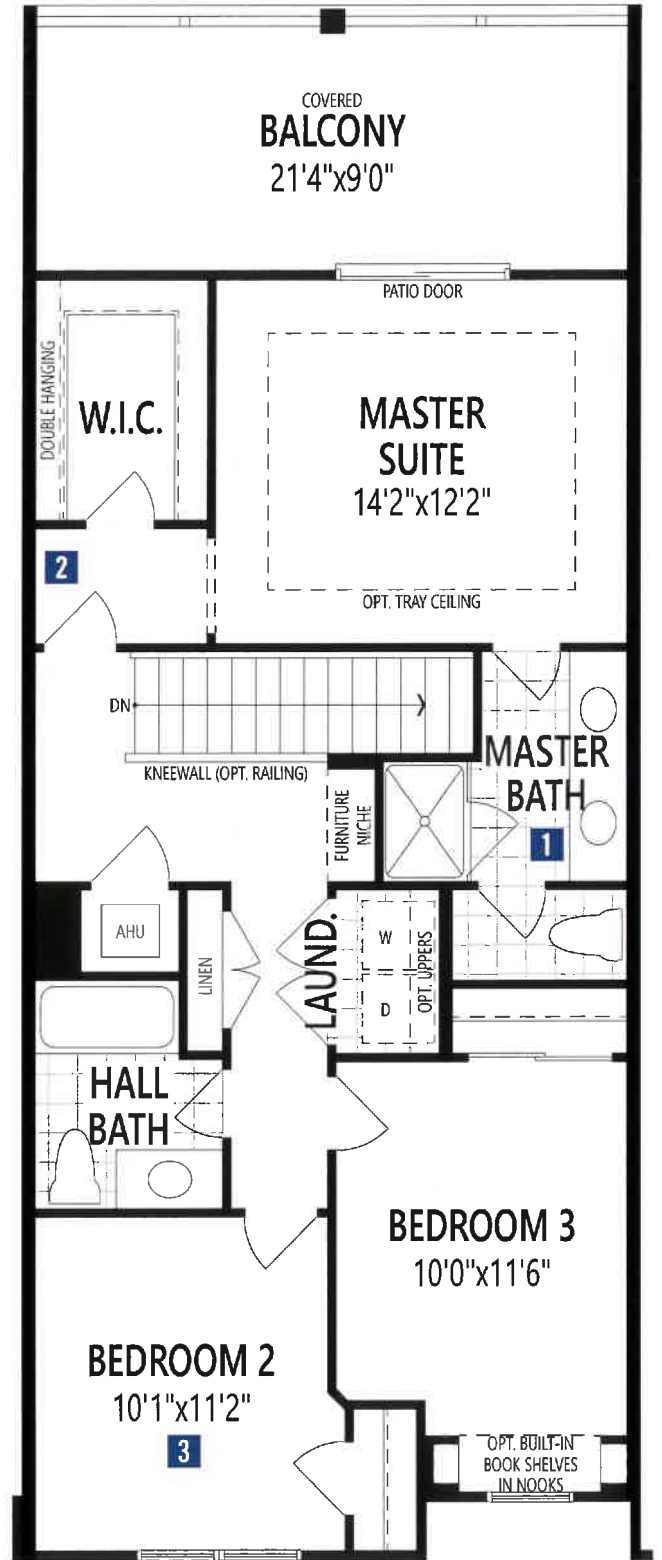 COVERED
BALCONY
21'4"x9'0"
PATIO DOOR
DOUBLE HANGING
W.I.C.
MASTER
SUITE
14'2"x12'2"
2
OPT. TRAY CEILING
DN
KNEEWALL (OPT. RAILING)
MASTER
BATH
1
FURNITURE
NICHE
AHU
LINEN
LAUND.
W
D
OPT. UPPERS
HALL
BATH
BEDROOM 3
10'0"x11'6"
BEDROOM 2
10'1"x11'2"
3
OPT. BUILT-IN
BOOK SHELVES
IN NOOKS